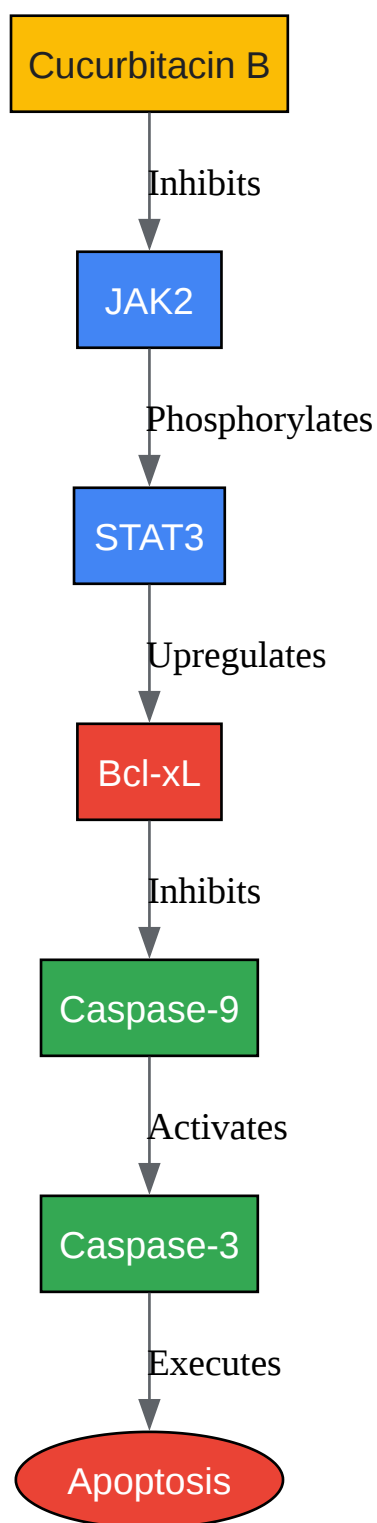 Cucurbitacin B
Inhibits
JAK2
Phosphorylates
STAT3
Upregulates
Bcl-xL
Inhibits
Caspase-9
Activates
Caspase-3
Executes
Apoptosis